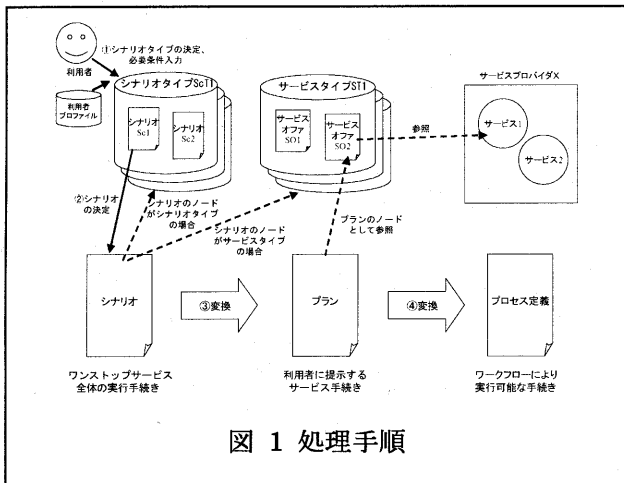 ①シナリオタイプの決定、
必要条件入力
利用者
利用者
プロファイル
シナリオタイプScT1
シナリオ
Sc1
シナリオ
Sc2
サービスタイプST1
サービス
オファ
SO1
サービス
オファ
SO2
参照
サービスプロバイダX
サービス1
サービス2
②シナリオ
の決定
シナリオのノード
がシナリオタイプ
の場合
シナリオのノード
がサービスタイプ
の場合
プランのノード
として参照
シナリオ
③変換
プラン
④変換
プロセス定義
ワンストップサービス
全体の実行手続き
利用者に提示する
サービス手続き
ワークフローにより
実行可能な手続き
図 1 処理手順